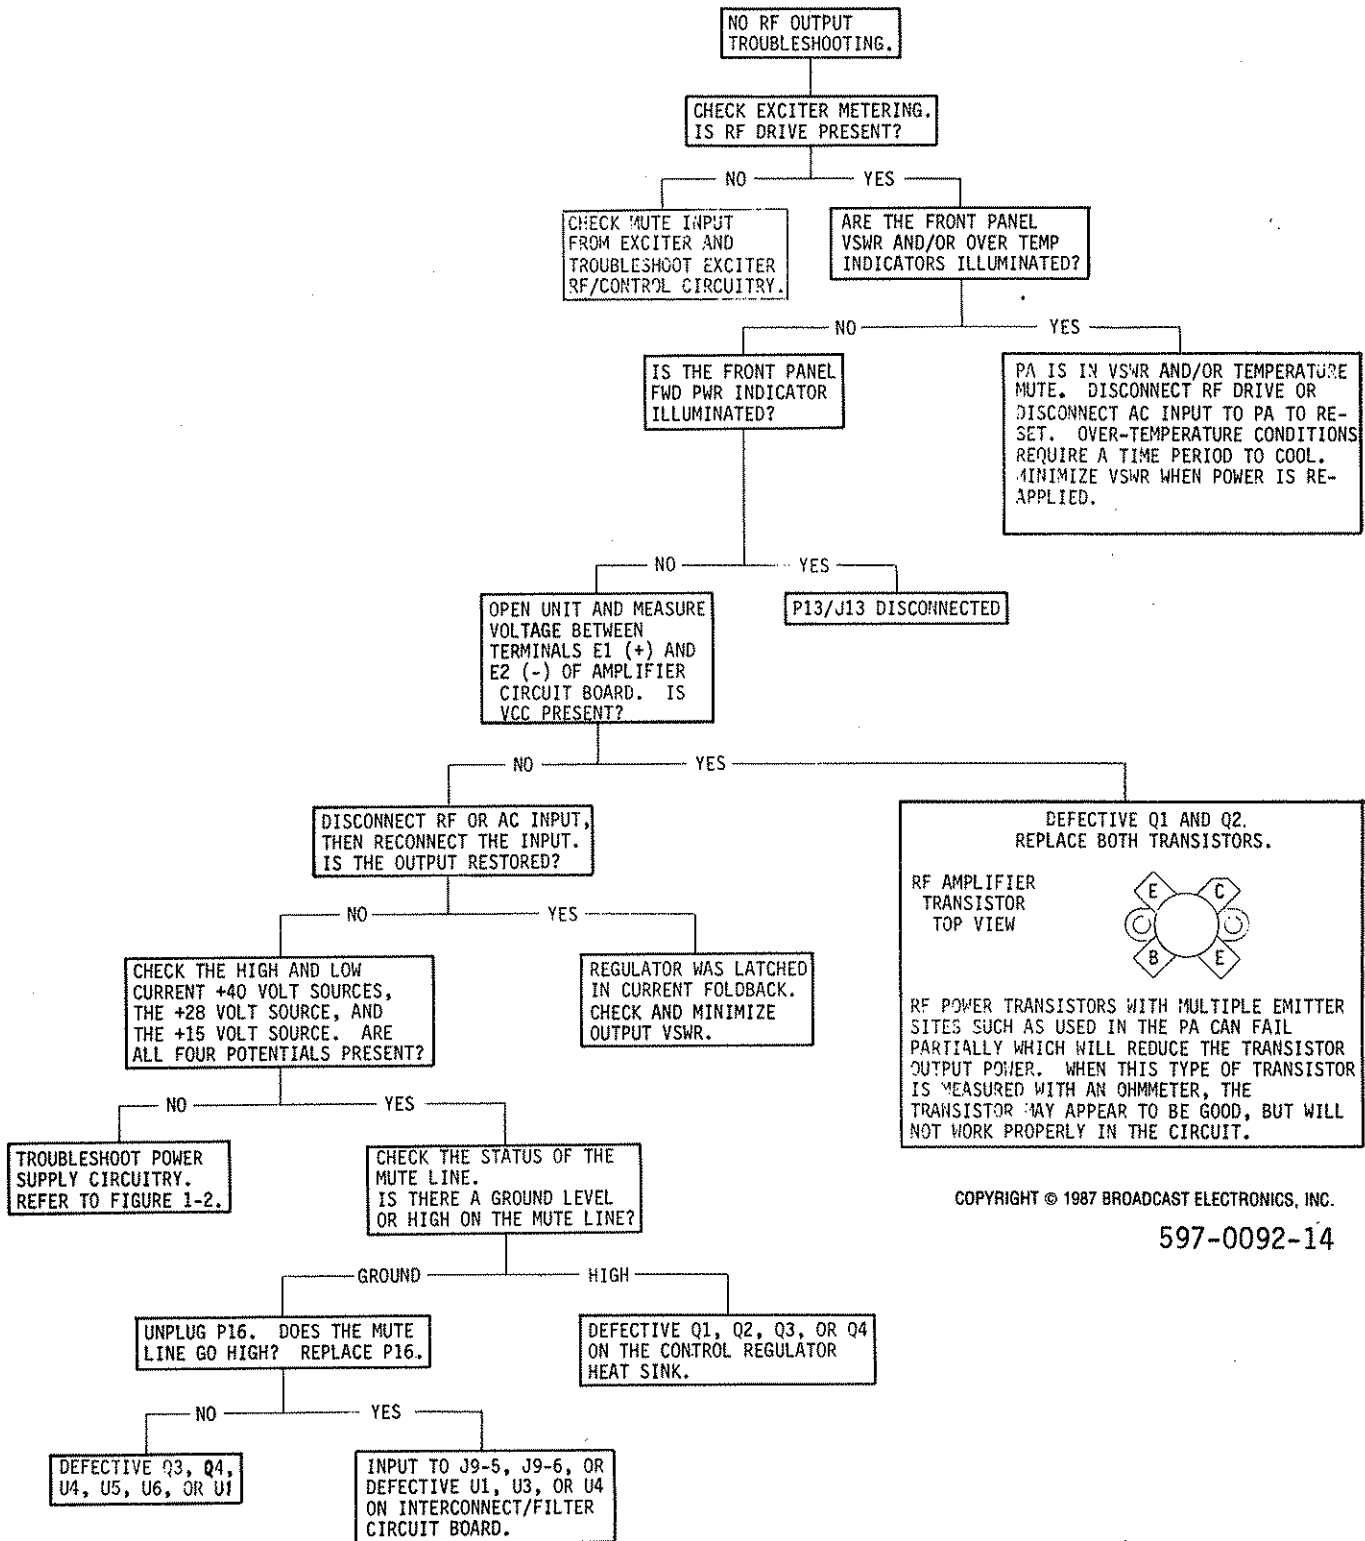 NO RF OUTPUT
TROUBLESHOOTING.
CHECK EXCITER METERING.
IS RF DRIVE PRESENT?
NO
YES
CHECK MUTE INPUT
FROM EXCITER AND
TROUBLESHOOT EXCITER
RF/CONTROL CIRCUITRY.
ARE THE FRONT PANEL
VSWR AND/OR OVER TEMP
INDICATORS ILLUMINATED?
NO
YES
IS THE FRONT PANEL
FWD PWR INDICATOR
ILLUMINATED?
PA IS IN VSWR AND/OR TEMPERATURE
MUTE. DISCONNECT RF DRIVE OR
DISCONNECT AC INPUT TO PA TO RE-
SET. OVER-TEMPERATURE CONDITIONS
REQUIRE A TIME PERIOD TO COOL.
MINIMIZE VSWR WHEN POWER IS RE-
APPLIED.
NO
YES
OPEN UNIT AND MEASURE
VOLTAGE BETWEEN
TERMINALS E1 (+) AND
E2 (-) OF AMPLIFIER
CIRCUIT BOARD. IS
VCC PRESENT?
P13/J13 DISCONNECTED
NO
YES
DISCONNECT RF OR AC INPUT,
THEN RECONNECT THE INPUT.
IS THE OUTPUT RESTORED?
DEFECTIVE Q1 AND Q2.
REPLACE BOTH TRANSISTORS.
RF AMPLIFIER
TRANSISTOR
TOP VIEW
E
C
B
E
RF POWER TRANSISTORS WITH MULTIPLE EMITTER
SITES SUCH AS USED IN THE PA CAN FAIL
PARTIALLY WHICH WILL REDUCE THE TRANSISTOR
OUTPUT POWER. WHEN THIS TYPE OF TRANSISTOR
IS MEASURED WITH AN OHMMETER, THE
TRANSISTOR MAY APPEAR TO BE GOOD, BUT WILL
NOT WORK PROPERLY IN THE CIRCUIT.
NO
YES
CHECK THE HIGH AND LOW
CURRENT +40 VOLT SOURCES,
THE +28 VOLT SOURCE, AND
THE +15 VOLT SOURCE. ARE
ALL FOUR POTENTIALS PRESENT?
REGULATOR WAS LATCHED
IN CURRENT FOLDBACK.
CHECK AND MINIMIZE
OUTPUT VSWR.
NO
YES
TROUBLESHOOT POWER
SUPPLY CIRCUITRY.
REFER TO FIGURE 1-2.
CHECK THE STATUS OF THE
MUTE LINE.
IS THERE A GROUND LEVEL
OR HIGH ON THE MUTE LINE?
COPYRIGHT © 1987 BROADCAST ELECTRONICS, INC.
597-0092-14
GROUND
HIGH
UNPLUG P16. DOES THE MUTE
LINE GO HIGH? REPLACE P16.
DEFECTIVE Q1, Q2, Q3, OR Q4
ON THE CONTROL REGULATOR
HEAT SINK.
NO
YES
DEFECTIVE Q3, Q4,
U4, U5, U6, OR U1
INPUT TO J9-5, J9-6, OR
DEFECTIVE U1, U3, OR U4
ON INTERCONNECT/FILTER
CIRCUIT BOARD.